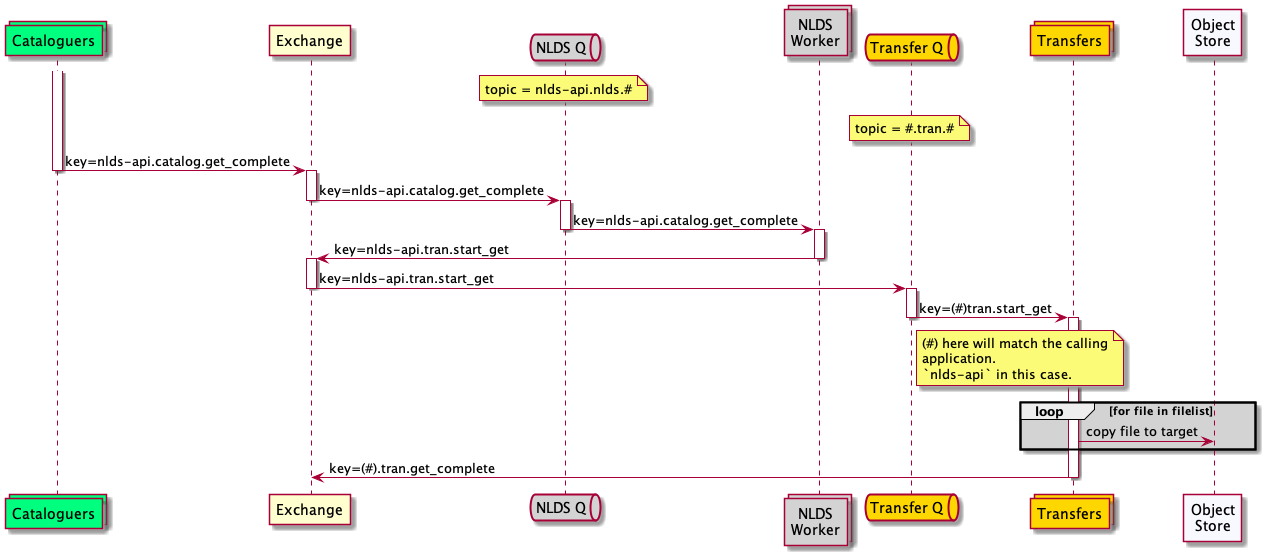 Cataloguers
Exchange
NLDS Q
NLDS
Worker
Transfer Q
Transfers
Object
Store
topic = nlds-api.nlds.#
topic = #.tran.#
key=nlds-api.catalog.get_complete
key=nlds-api.catalog.get_complete
key=nlds-api.catalog.get_complete
key=nlds-api.tran.start_get
key=nlds-api.tran.start_get
key=(#)tran.start_get
(#) here will match the calling
application.
`nlds-api` in this case.
loop [for file in filelist]
copy file to target
key=(#).tran.get_complete
Cataloguers
Exchange
NLDS Q
NLDS
Worker
Transfer Q
Transfers
Object
Store